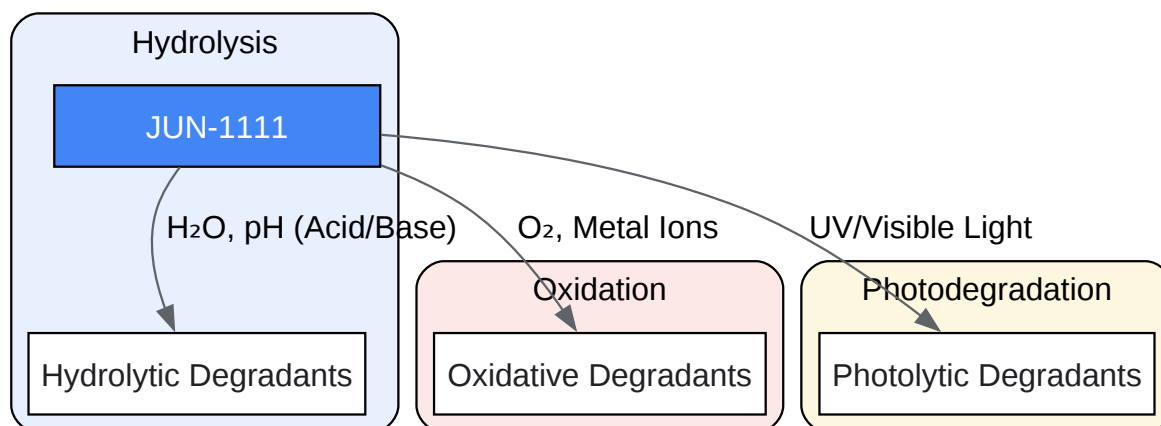 Hydrolysis
JUN-1111
H₂O, pH (Acid/Base)
O₂, Metal Ions
UV/Visible Light
Oxidation
Photodegradation
Hydrolytic Degradants
Oxidative Degradants
Photolytic Degradants